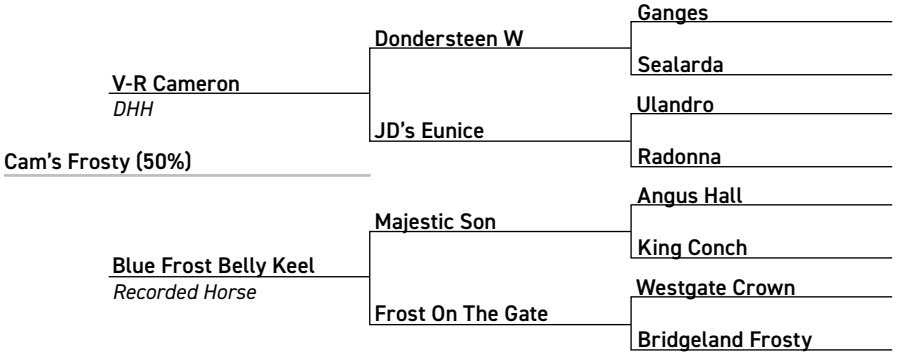 Ganges
Dondersteen W
Sealarda
V-R Cameron
DHH
Ulandro
JD's Eunice
Radonna
Cam's Frosty (50%)
Angus Hall
Majestic Son
King Conch
Blue Frost Belly Keel
Recorded Horse
Westgate Crown
Frost On The Gate
Bridgeland Frosty